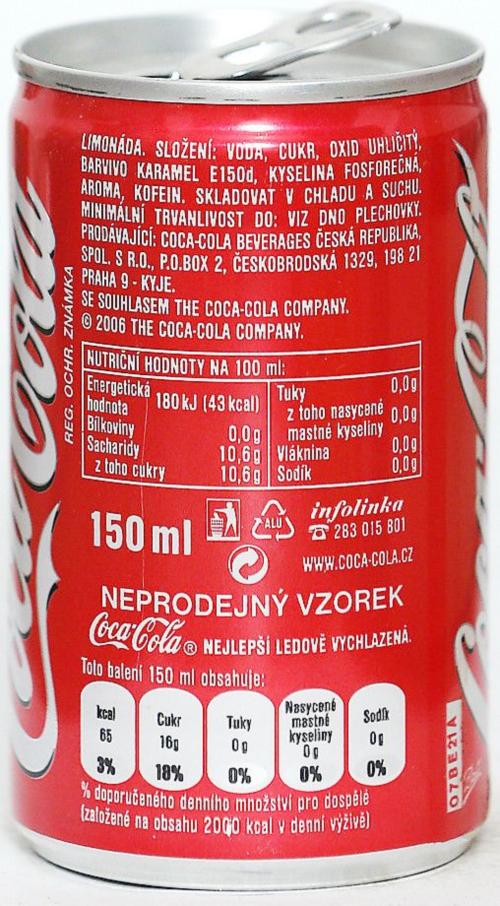 LIMONÁDA. SLOŽENÍ: VODA, CUKR, OXID UHLIČITÝ,
BARVIVO KARAMEL E150d, KYSELINA FOSFOREČNÁ,
AROMA, KOFEIN. SKLADOVAT V CHLADU A SUCHU.
MINIMÁLNÍ TRVANLIVOST DO: VIZ DNO PLECHOVKY.
PRODÁVAJÍCÍ: COCA-COLA BEVERAGES ČESKÁ REPUBLIKA,
SPOL. S R.O., P.O.BOX 2, ČESKOBRODSKÁ 1329, 198 21
PRAHA 9 - KYJE.
SE SOUHLASEM THE COCA-COLA COMPANY.
© 2006 THE COCA-COLA COMPANY.
Coca-Cola
REG. OCHR. ZNÁMKA
NUTRIČNÍ HODNOTY NA 100 ml:
Energetická
hodnota 180 kJ (43 kcal)
Bílkoviny 0,0g
Sacharidy 10,6g
z toho cukry 10,6g
Tuky 0,0g
z toho nasycené
mastné kyseliny 0,0g
Vláknina 0,0g
Sodík 0,0g
150 ml
ALU
infolinka
☎ 283 015 801
WWW.COCA-COLA.CZ
NEPRODEJNÝ VZOREK
Coca-Cola® NEJLEPŠÍ LEDOVĚ VYCHLAZENÁ.
Toto balení 150 ml obsahuje:
kcal
65
3%
Cukr
16g
18%
Tuky
0g
0%
Nasycené
mastné
kyseliny
0g
0%
Sodík
0g
0%
% doporučeného denního množství pro dospělé
(založené na obsahu 2000 kcal v denní výživě)
07BE21A